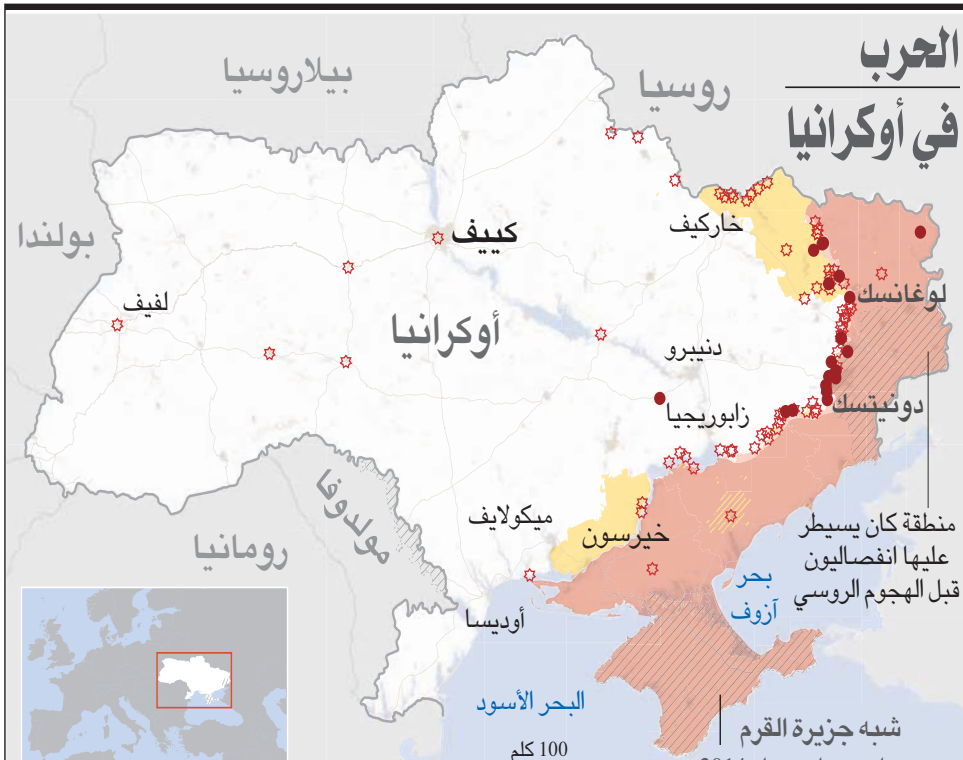 الحرب
في أوكرانيا
بيلاروسيا
روسيا
بولندا
كييف
خاركيف
لفيف
أوكرانيا
لوغانسك
دنيبرو
زابوريجيا
دونيتسك
مولدوفا
رومانيا
ميكولايف
خيرسون
أوديسا
منطقة كان يسيطر
عليها انفصاليون
قبل الهجوم الروسي
بحر
آزوف
البحر الأسود
شبه جزيرة القرم
100 كلم